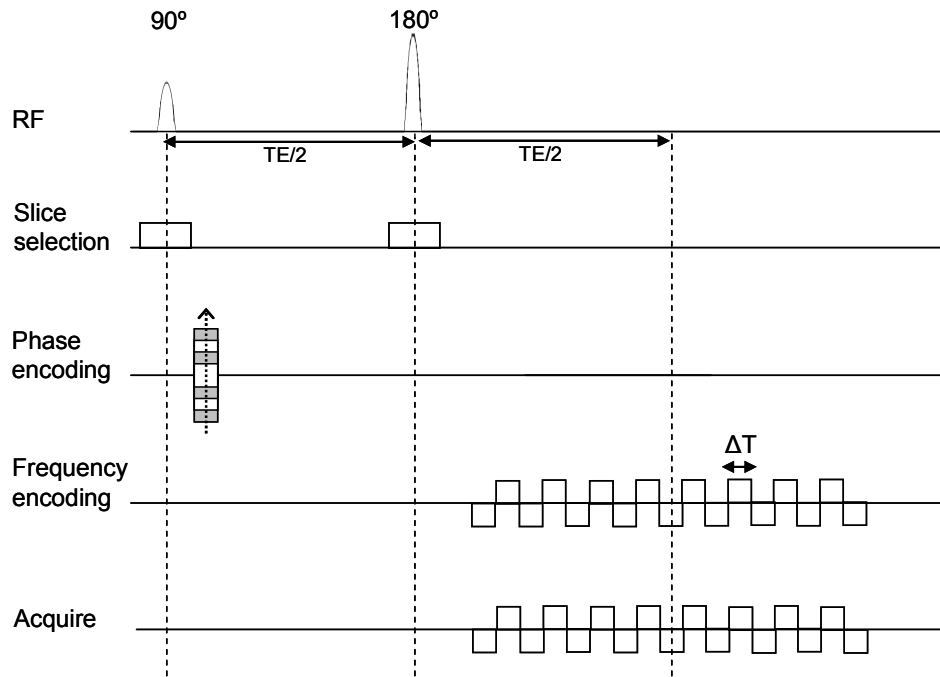 90º
180º
RF
TE/2
TE/2
Slice
selection
Phase
encoding
ΔT
Frequency
encoding
Acquire